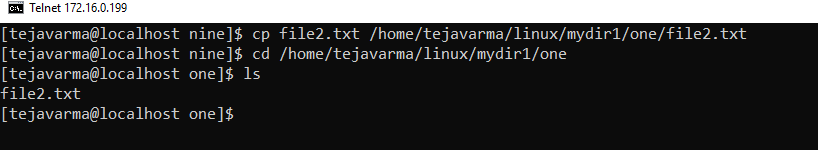 Telnet 172.16.0.199
[tejavarma@localhost nine]$ cp file2.txt /home/tejavarma/linux/mydir1/one/file2.txt
[tejavarma@localhost nine]$ cd /home/tejavarma/linux/mydir1/one
[tejavarma@localhost one]$ ls
file2.txt
[tejavarma@localhost one]$